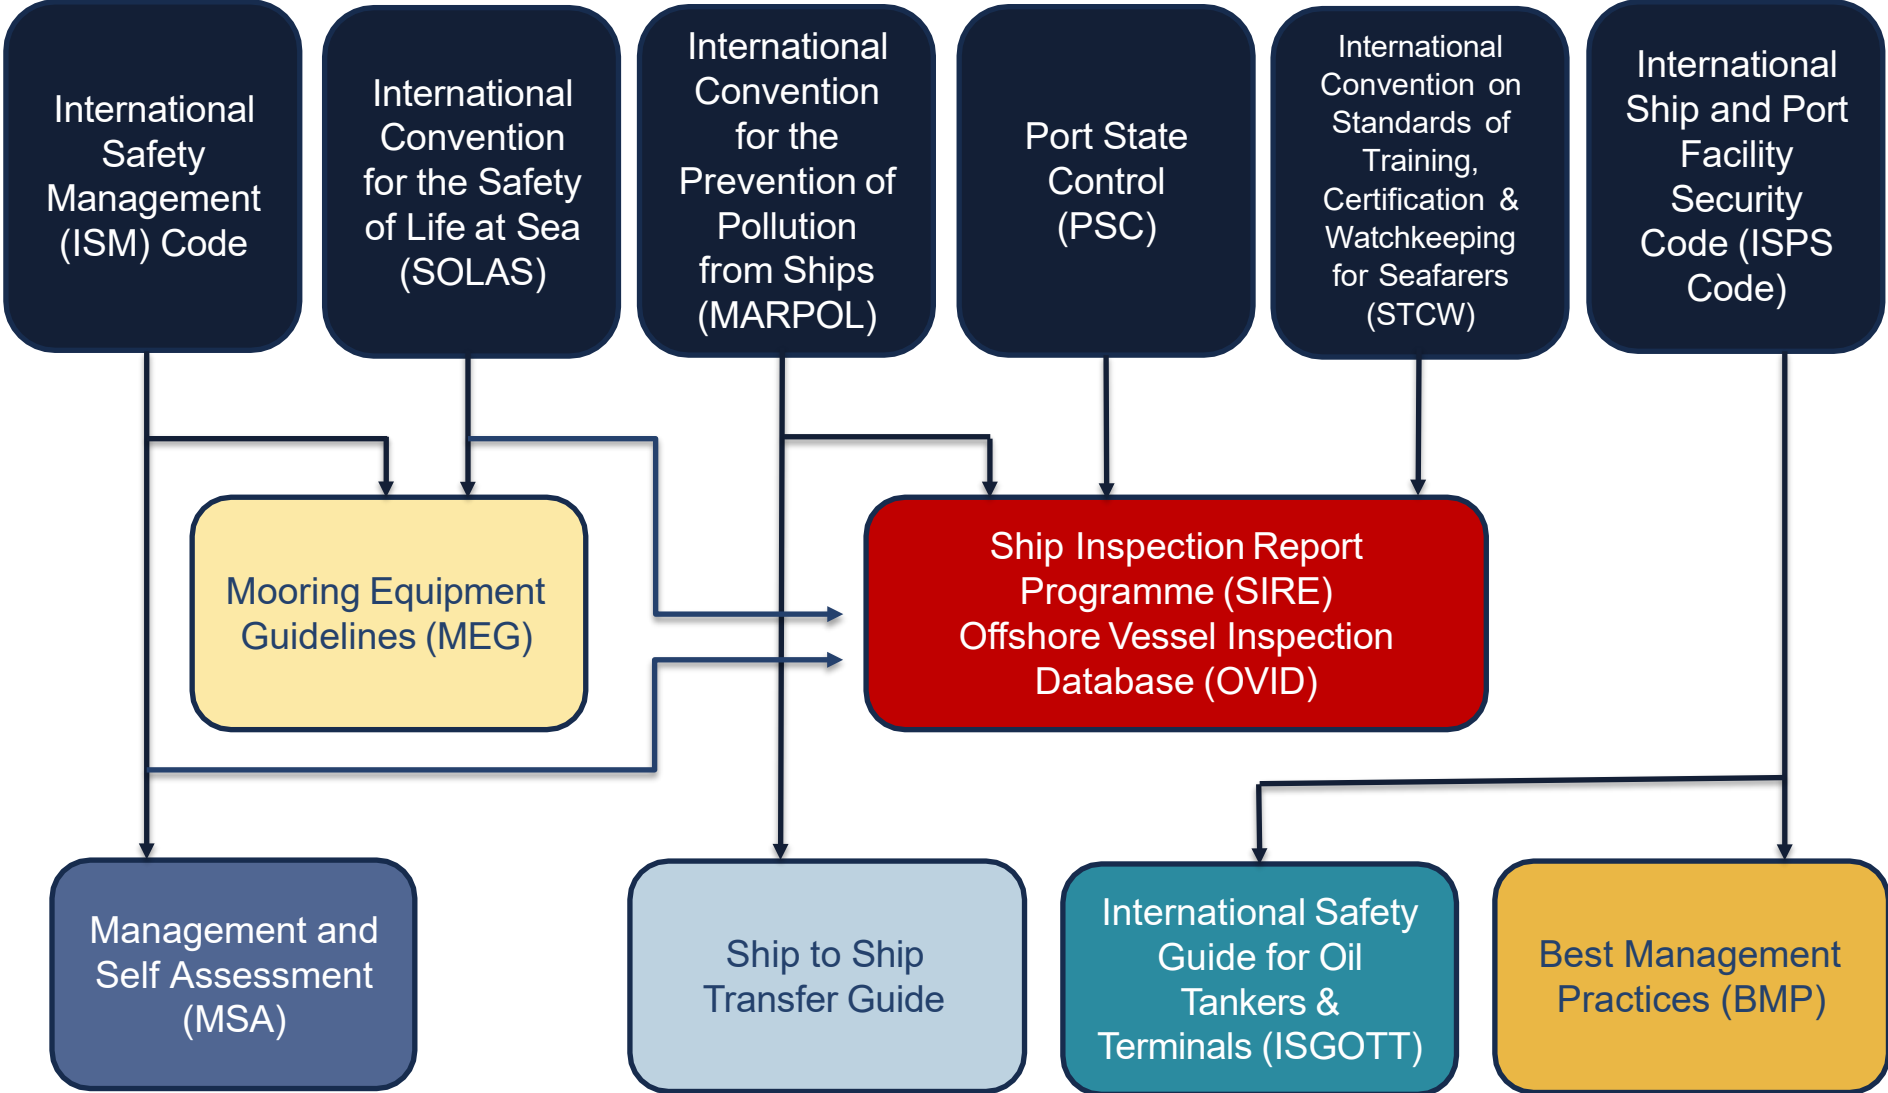 International
Safety
Management
(ISM) Code
International
Convention
for the Safety
of Life at Sea
(SOLAS)
International
Convention
for the
Prevention of
Pollution
from Ships
(MARPOL)
Port State
Control
(PSC)
International
Convention on
Standards of
Training,
Certification &
Watchkeeping
for Seafarers
(STCW)
International
Ship and Port
Facility
Security
Code (ISPS
Code)
Mooring Equipment
Guidelines (MEG)
Ship Inspection Report
Programme (SIRE)
Offshore Vessel Inspection
Database (OVID)
Management and
Self Assessment
(MSA)
Ship to Ship
Transfer Guide
International Safety
Guide for Oil
Tankers &
Terminals (ISGOTT)
Best Management
Practices (BMP)